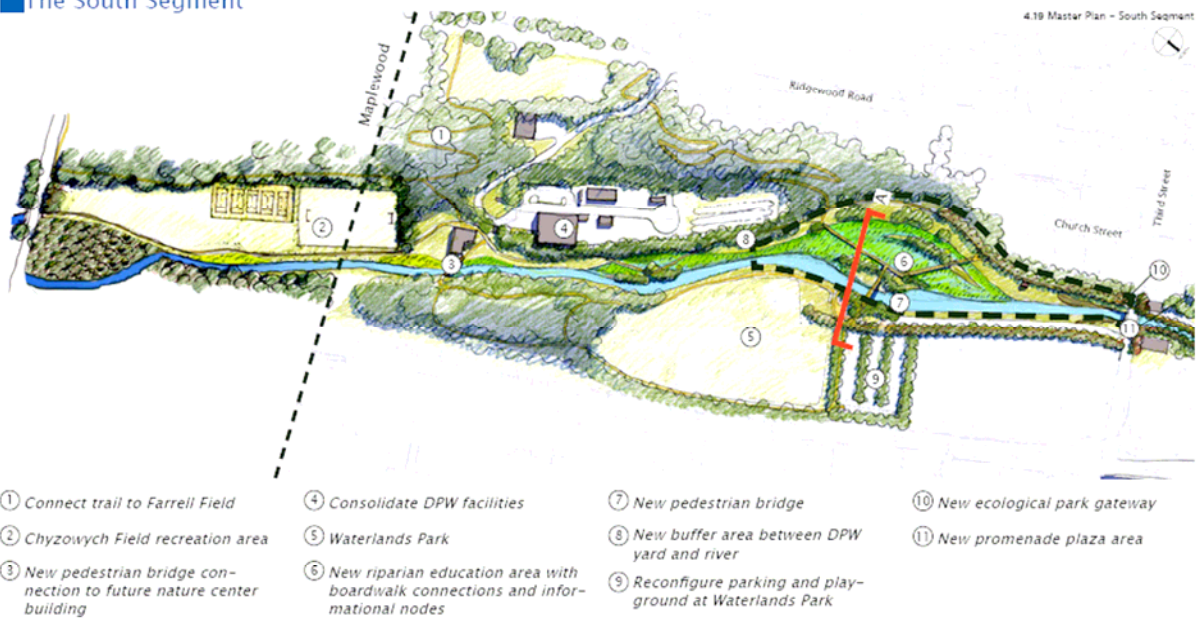 The South Segment
4.19 Master Plan – South Segment
Maplewood
Ridgewood Road
Third Street
Church Street
A
1
2
3
4
5
6
7
8
9
10
11
1 Connect trail to Farrell Field
2 Chyzowych Field recreation area
3 New pedestrian bridge con-
nection to future nature center
building
4 Consolidate DPW facilities
5 Waterlands Park
6 New riparian education area with
boardwalk connections and infor-
mational nodes
7 New pedestrian bridge
8 New buffer area between DPW
yard and river
9 Reconfigure parking and play-
ground at Waterlands Park
10 New ecological park gateway
11 New promenade plaza area